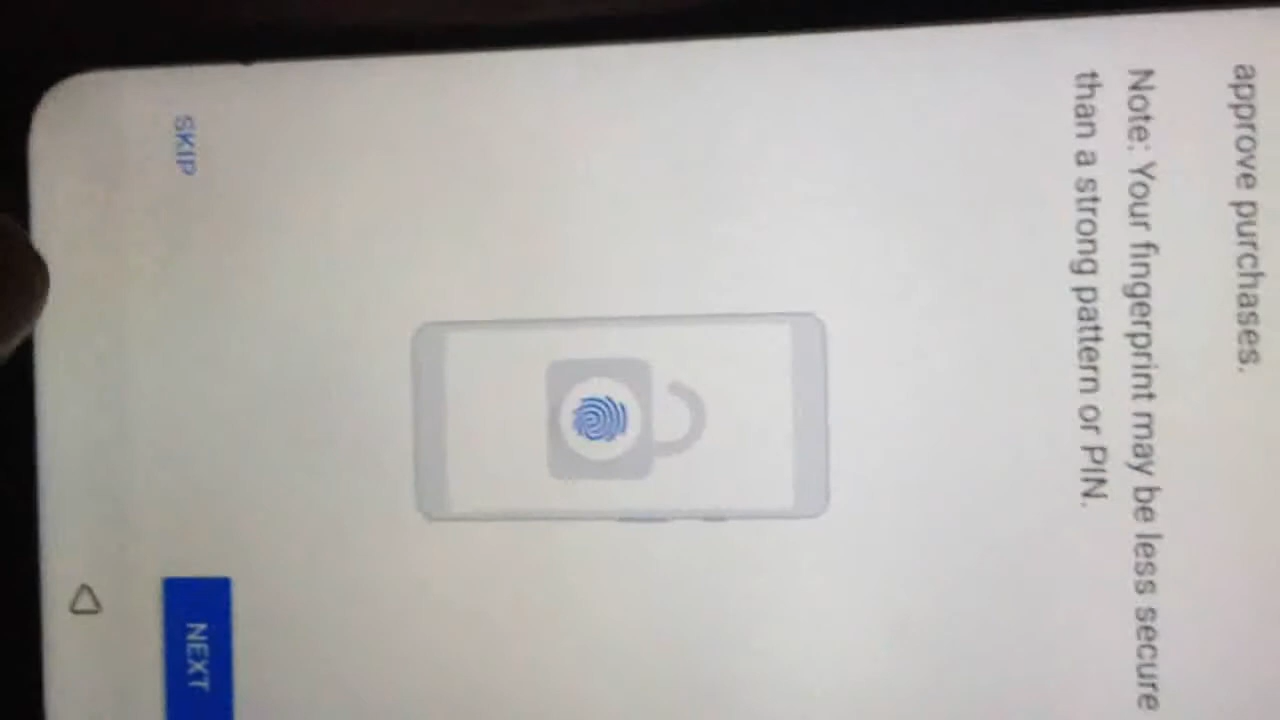 approve purchases.
Note: Your fingerprint may be less secure
than a strong pattern or PIN.
SKIP
NEXT